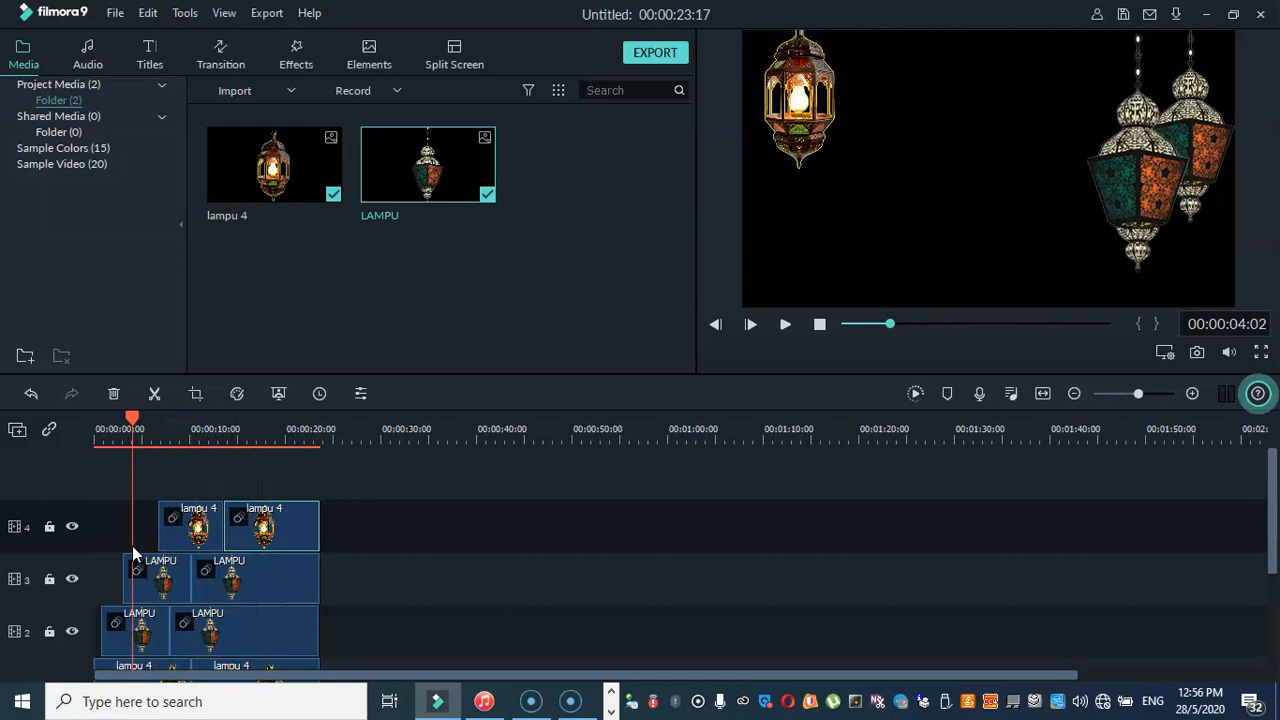 filmora9 File Edit Tools View Export Help Untitled: 00:00:23:17
Media Audio Titles Transition Effects Elements Split Screen EXPORT
Project Media (2)
Folder (2)
Shared Media (0)
Folder (0)
Sample Colors (15)
Sample Video (20)
Import Record Search
lampu 4 LAMPU
00:00:04:02
00:00:00:00 00:00:10:00 00:00:20:00 00:00:30:00 00:00:40:00 00:00:50:00 00:01:00:00 00:01:10:00 00:01:20:00 00:01:30:00 00:01:40:00 00:01:50:00 00:02:
4 lampu 4 lampu 4
3 LAMPU LAMPU
2 LAMPU LAMPU
lampu 4 lampu 4
Type here to search ENG 12:56 PM
28/5/2020 32